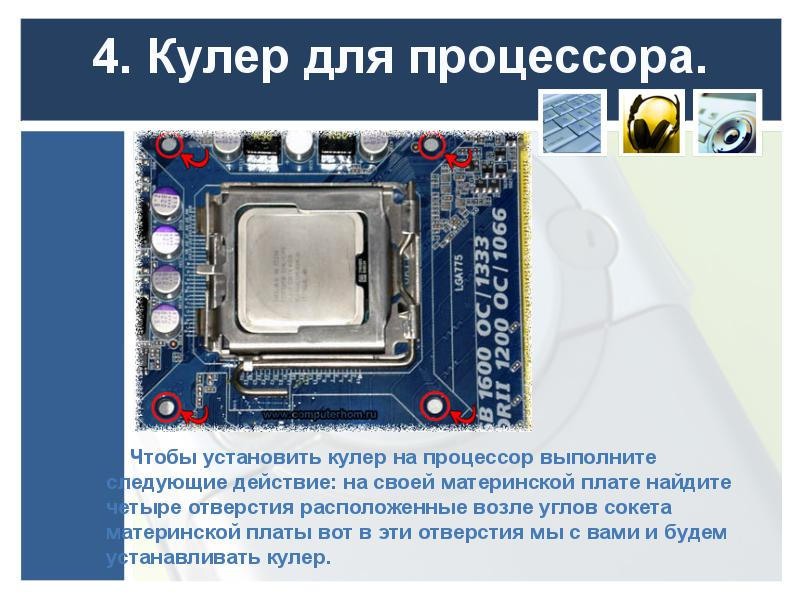 4. Кулер для процессора.
LGA775
1600 OC / 1333
1200 OC / 1066
www.computerhom.ru
Чтобы установить кулер на процессор выполните
следующие действие: на своей материнской плате найдите
четыре отверстия расположенные возле углов сокета
материнской платы вот в эти отверстия мы с вами и будем
устанавливать кулер.